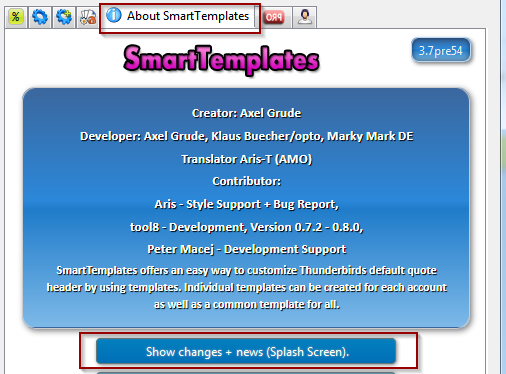 About SmartTemplates
PRO
SmartTemplates
3.7pre54
Creator: Axel Grude
Developer: Axel Grude, Klaus Buecher/opto, Marky Mark DE
Translator Aris-T (AMO)
Contributor:
Aris - Style Support + Bug Report,
tool8 - Development, Version 0.7.2 - 0.8.0,
Peter Macej - Development Support
SmartTemplates offers an easy way to customize Thunderbirds default quote
header by using templates. Individual templates can be created for each account
as well as a common template for all.
Show changes + news (Splash Screen).